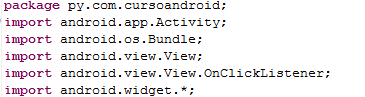 package py.com.cursoandroid;
import android.app.Activity;
import android.os.Bundle;
import android.view.View;
import android.view.View.OnClickListener;
import android.widget.*;